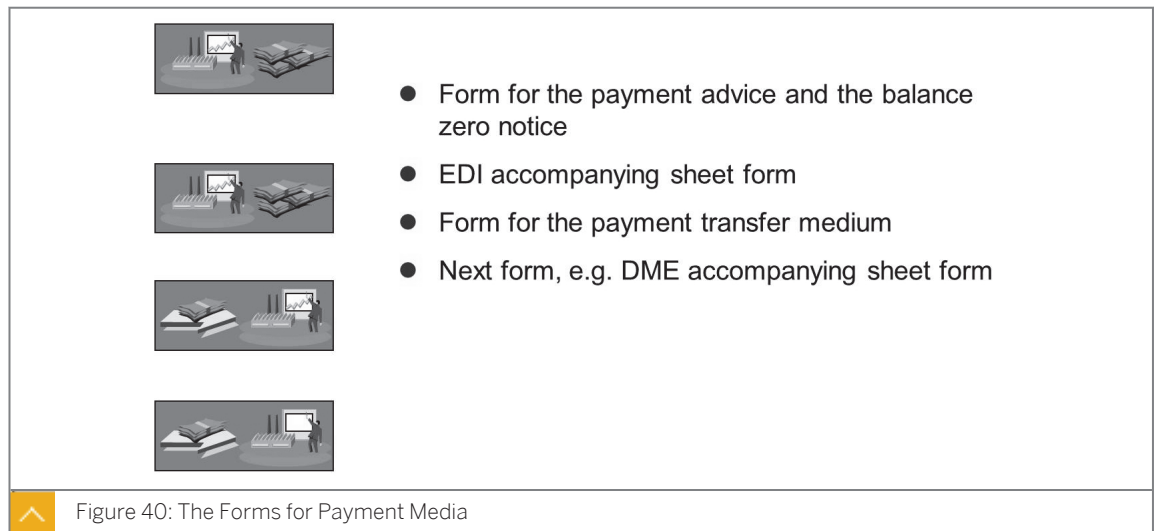 ● Form for the payment advice and the balance
zero notice
● EDI accompanying sheet form
● Form for the payment transfer medium
● Next form, e.g. DME accompanying sheet form
Figure 40: The Forms for Payment Media